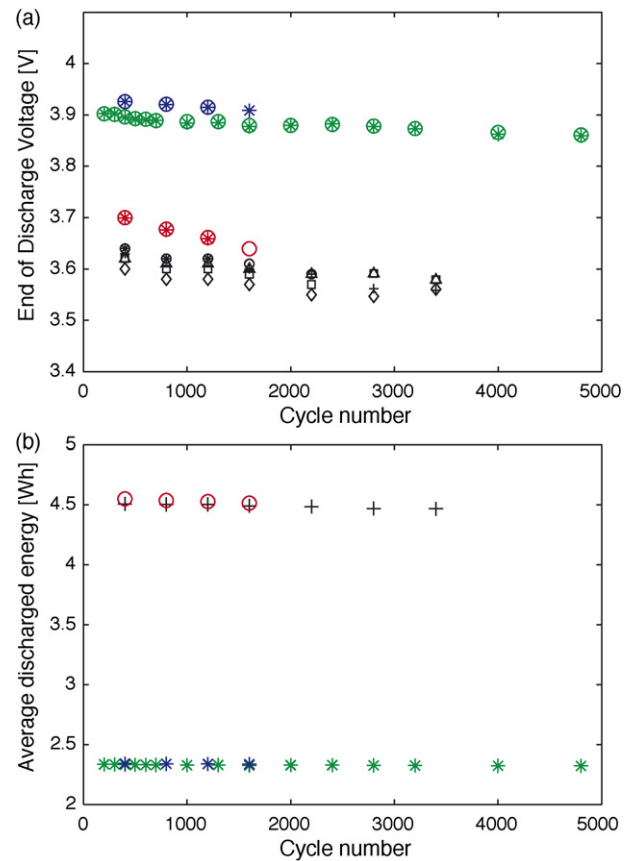 (a)
End of Discharge Voltage [V]
4
3.9
3.8
3.7
3.6
3.5
3.4
0 1000 2000 3000 4000 5000
Cycle number
(b)
Average discharged energy [Wh]
5
4.5
4
3.5
3
2.5
2
0 1000 2000 3000 4000 5000
Cycle number